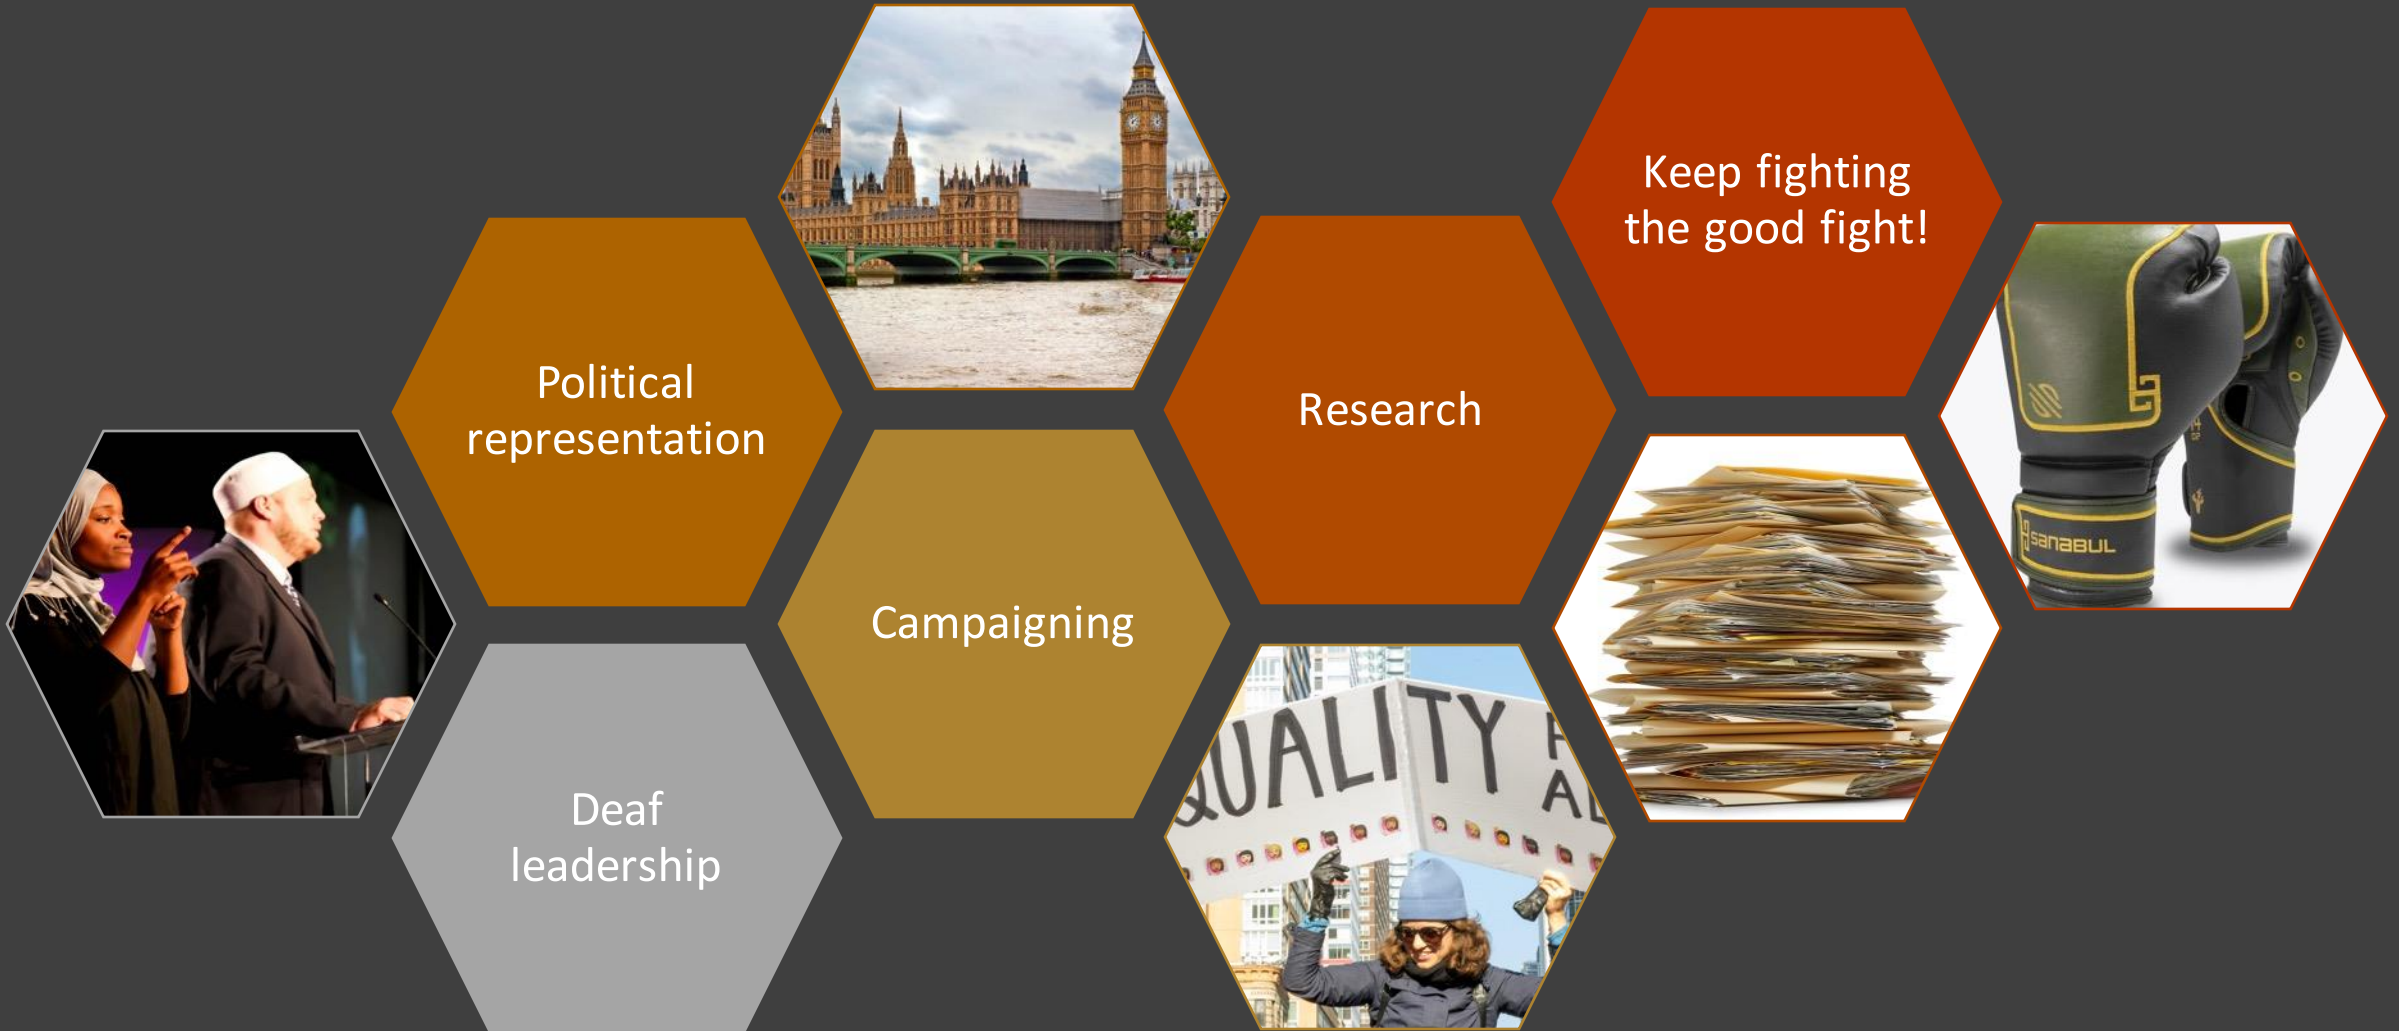 Keep fighting
the good fight!
Political
representation
Research
Campaigning
Deaf
leadership
sanaBUL
QUALITY